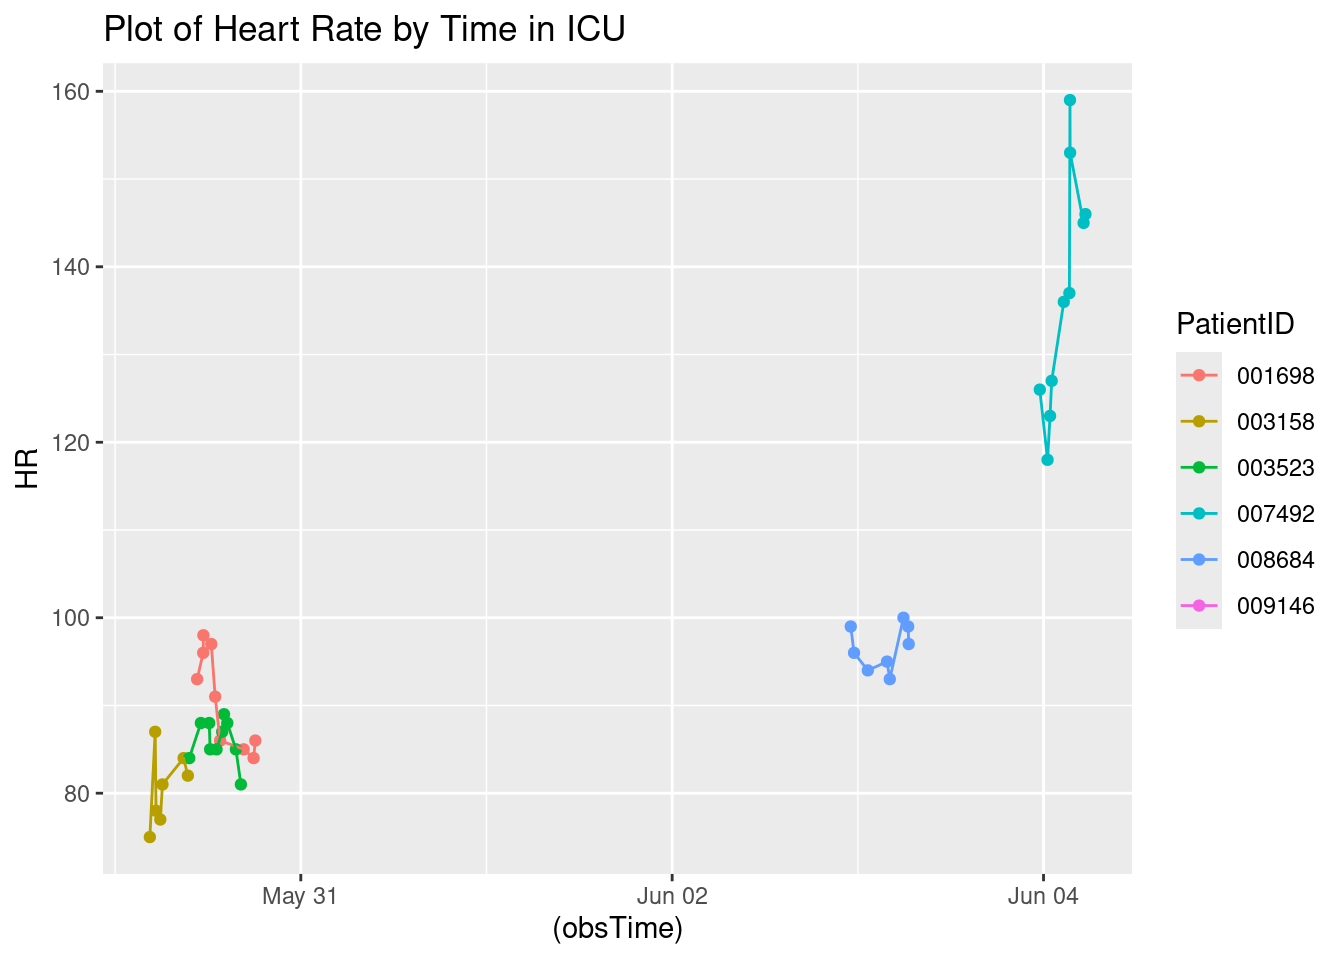 Plot of Heart Rate by Time in ICU
160
140
120
100
80
HR
May 31
Jun 02
Jun 04
(obsTime)
PatientID
001698
003158
003523
007492
008684
009146